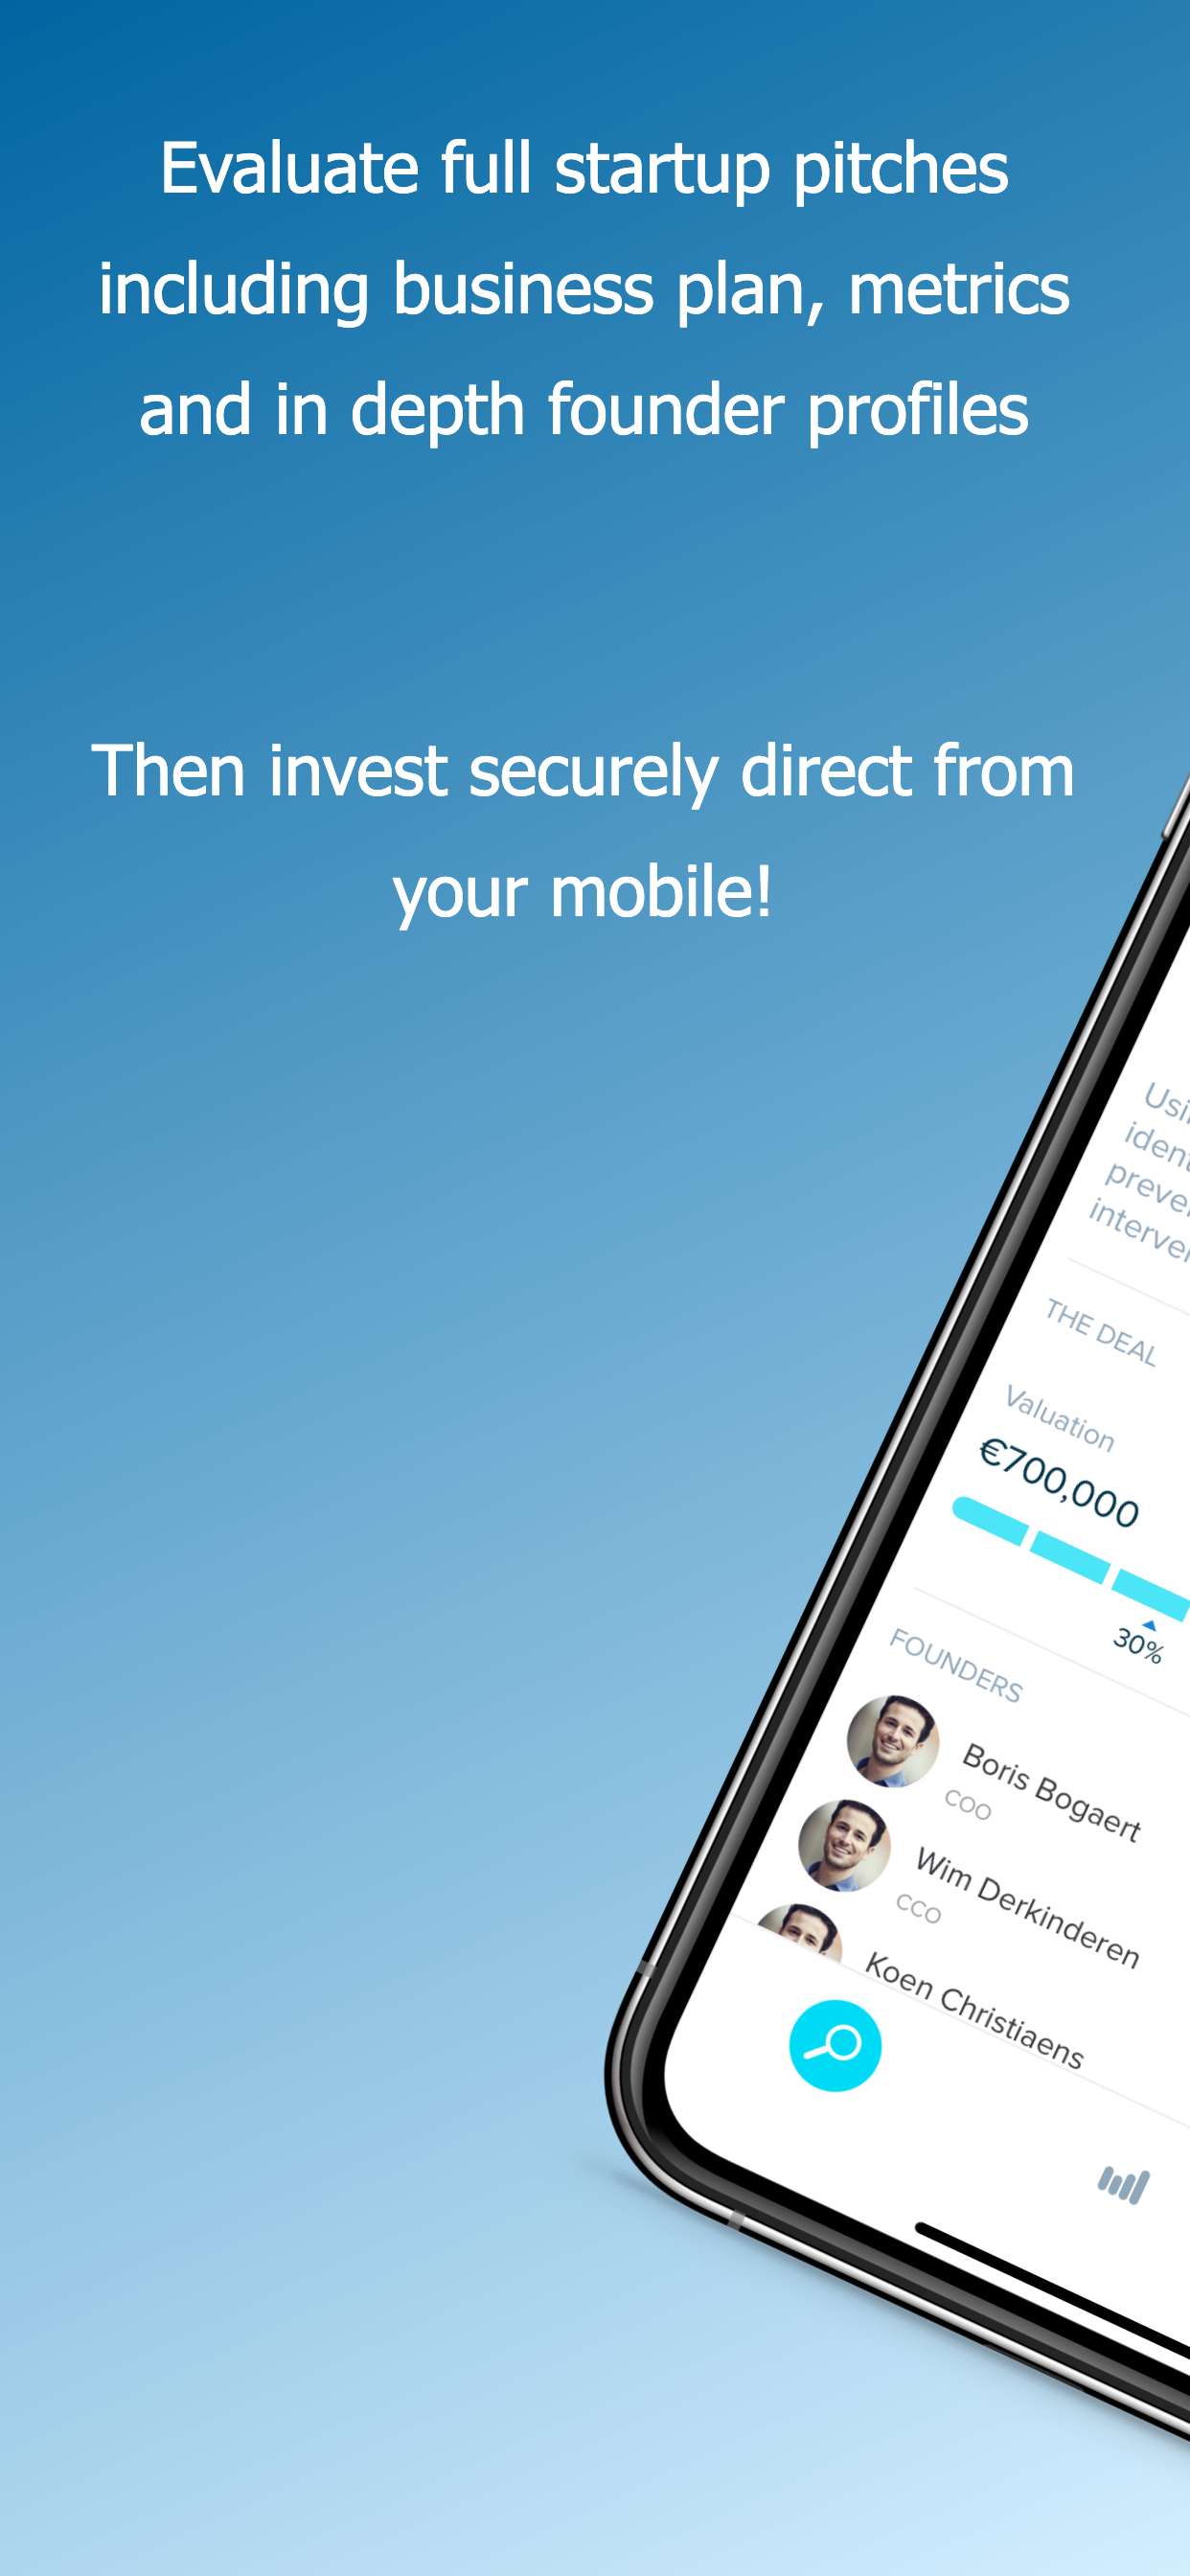 Evaluate full startup pitches
including business plan, metrics
and in depth founder profiles
Then invest securely direct from
your mobile!
THE DEAL
Valuation
€700,000
30%
FOUNDERS
Boris Bogaert
COO
Wim Derkinderen
CCO
Koen Christiaens